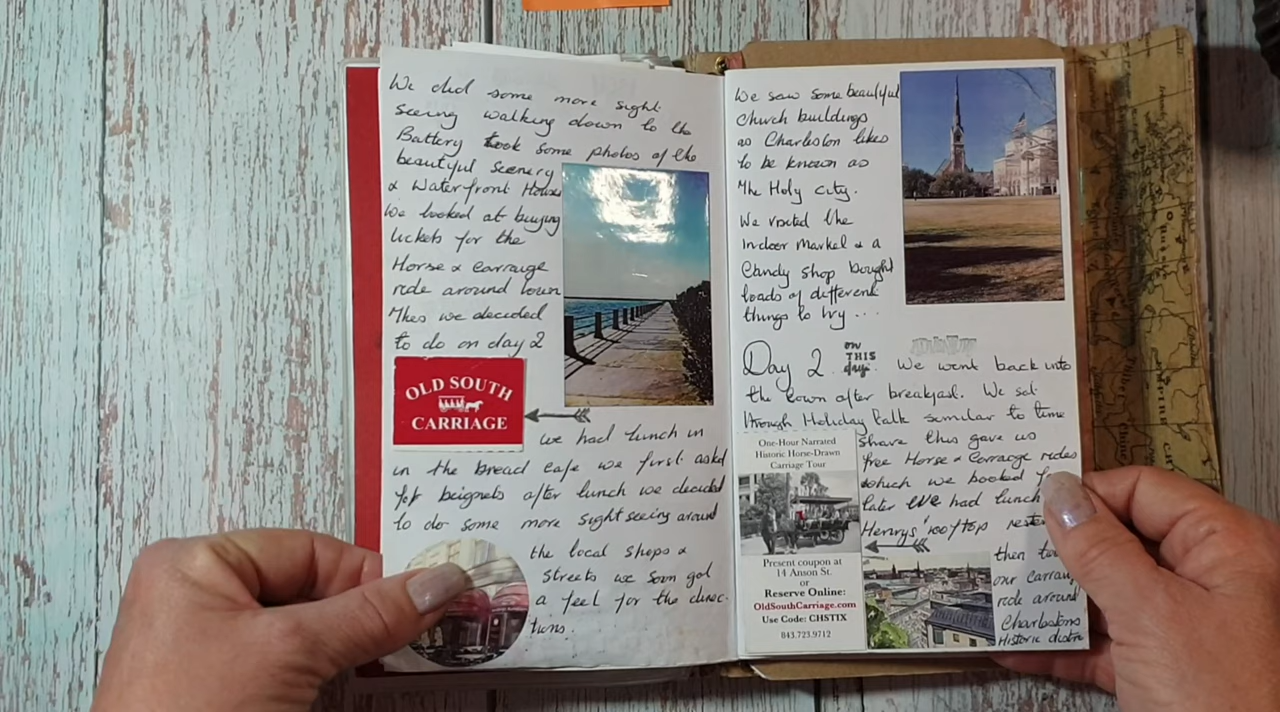 We did some more sight
seeing walking down to the
Battery took some photos of the
beautiful scenery
& Waterfront Houses
We looked at buying
tickets for the
Horse & Carraige
ride around town
Thes we decided
to do on day 2
OLD SOUTH
CARRIAGE
we had lunch in
in the bread cafe we first asked
for beignets after lunch we decided
to do some more sightseeing around
the local shops &
streets we soon got
a feel for the direc-
tions.
We saw some beautiful
church buildings
as Charleston likes
to be known as
The Holy city.
We visited the
Indoor Market & a
Candy shop bought
loads of different
things to try ...
Day 2 on THIS day. We went back into
the town after breakfast. We sat
through Holiday talk similar to time
share this gave us
free Horse & Carraoge rides
which we booked f
later We had lunch
Henrys' rooftop
then
our
ride around
Charlestons
Historic
One-Hour Narrated
Historic Horse-Drawn
Carriage Tour
Present coupon at
14 Anson St.
or
Reserve Online:
OldSouthCarriage.com
Use Code: CHSTIX
843.723.9712